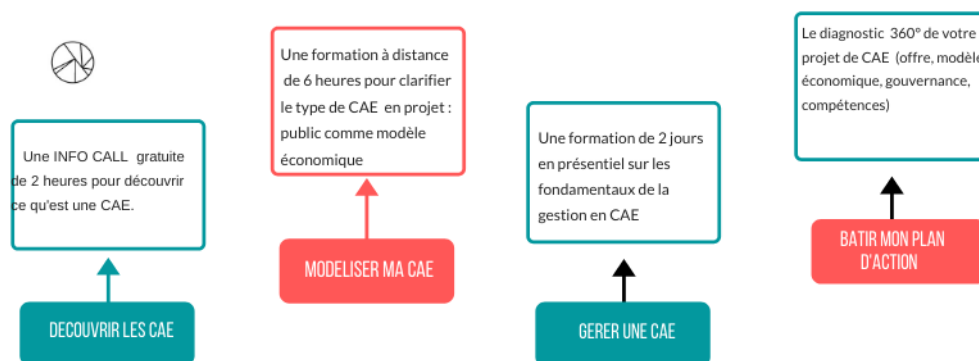 Une INFO CALL gratuite
de 2 heures pour découvrir
ce qu'est une CAE.
DECOUVRIR LES CAE
Une formation à distance
de 6 heures pour clarifier
le type de CAE en projet :
public comme modèle
économique
MODELISER MA CAE
Une formation de 2 jours
en présentiel sur les
fondamentaux de la
gestion en CAE
GERER UNE CAE
Le diagnostic 360° de votre
projet de CAE (offre, modèle
économique, gouvernance,
compétences)
BATIR MON PLAN
D'ACTION